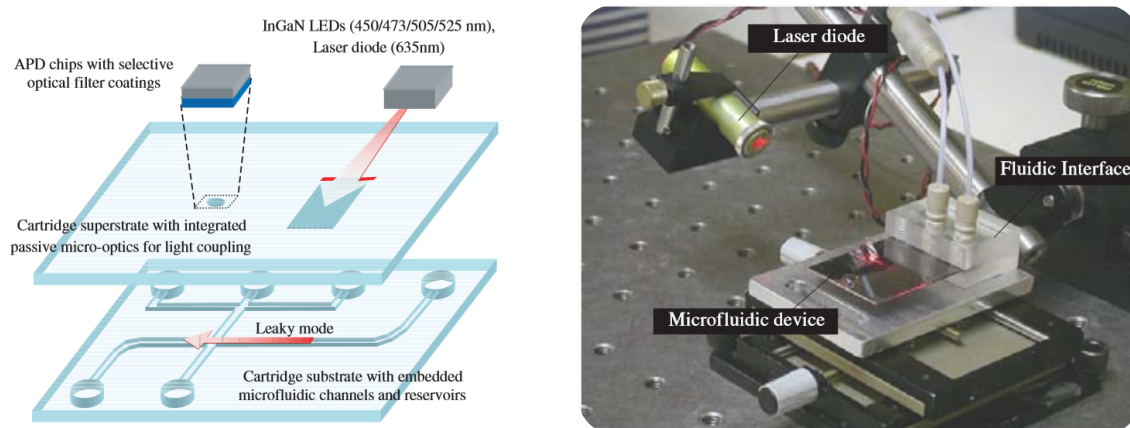 InGaN LEDs (450/473/505/525 nm),
Laser diode (635nm)
APD chips with selective
optical filter coatings
Cartridge superstrate with integrated
passive micro-optics for light coupling
Leaky mode
Cartridge substrate with embedded
microfluidic channels and reservoirs
Laser diode
Fluidic Interface
Microfluidic device